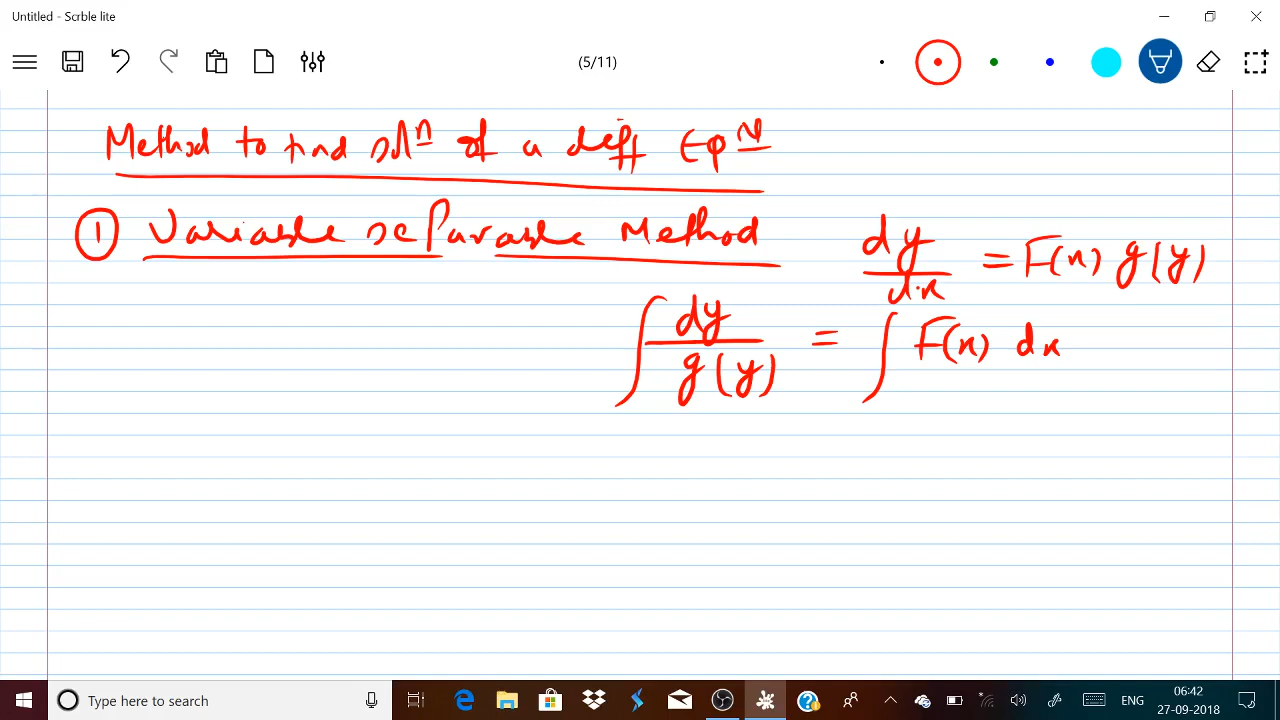 Untitled - Scrble lite
(5/11)
Method to find solⁿ of a diff Eqⁿ
① Variable separable Method
dy/dx = F(x) g(y)
∫ dy/g(y) = ∫ F(x) dx
Type here to search
ENG
06:42
27-09-2018